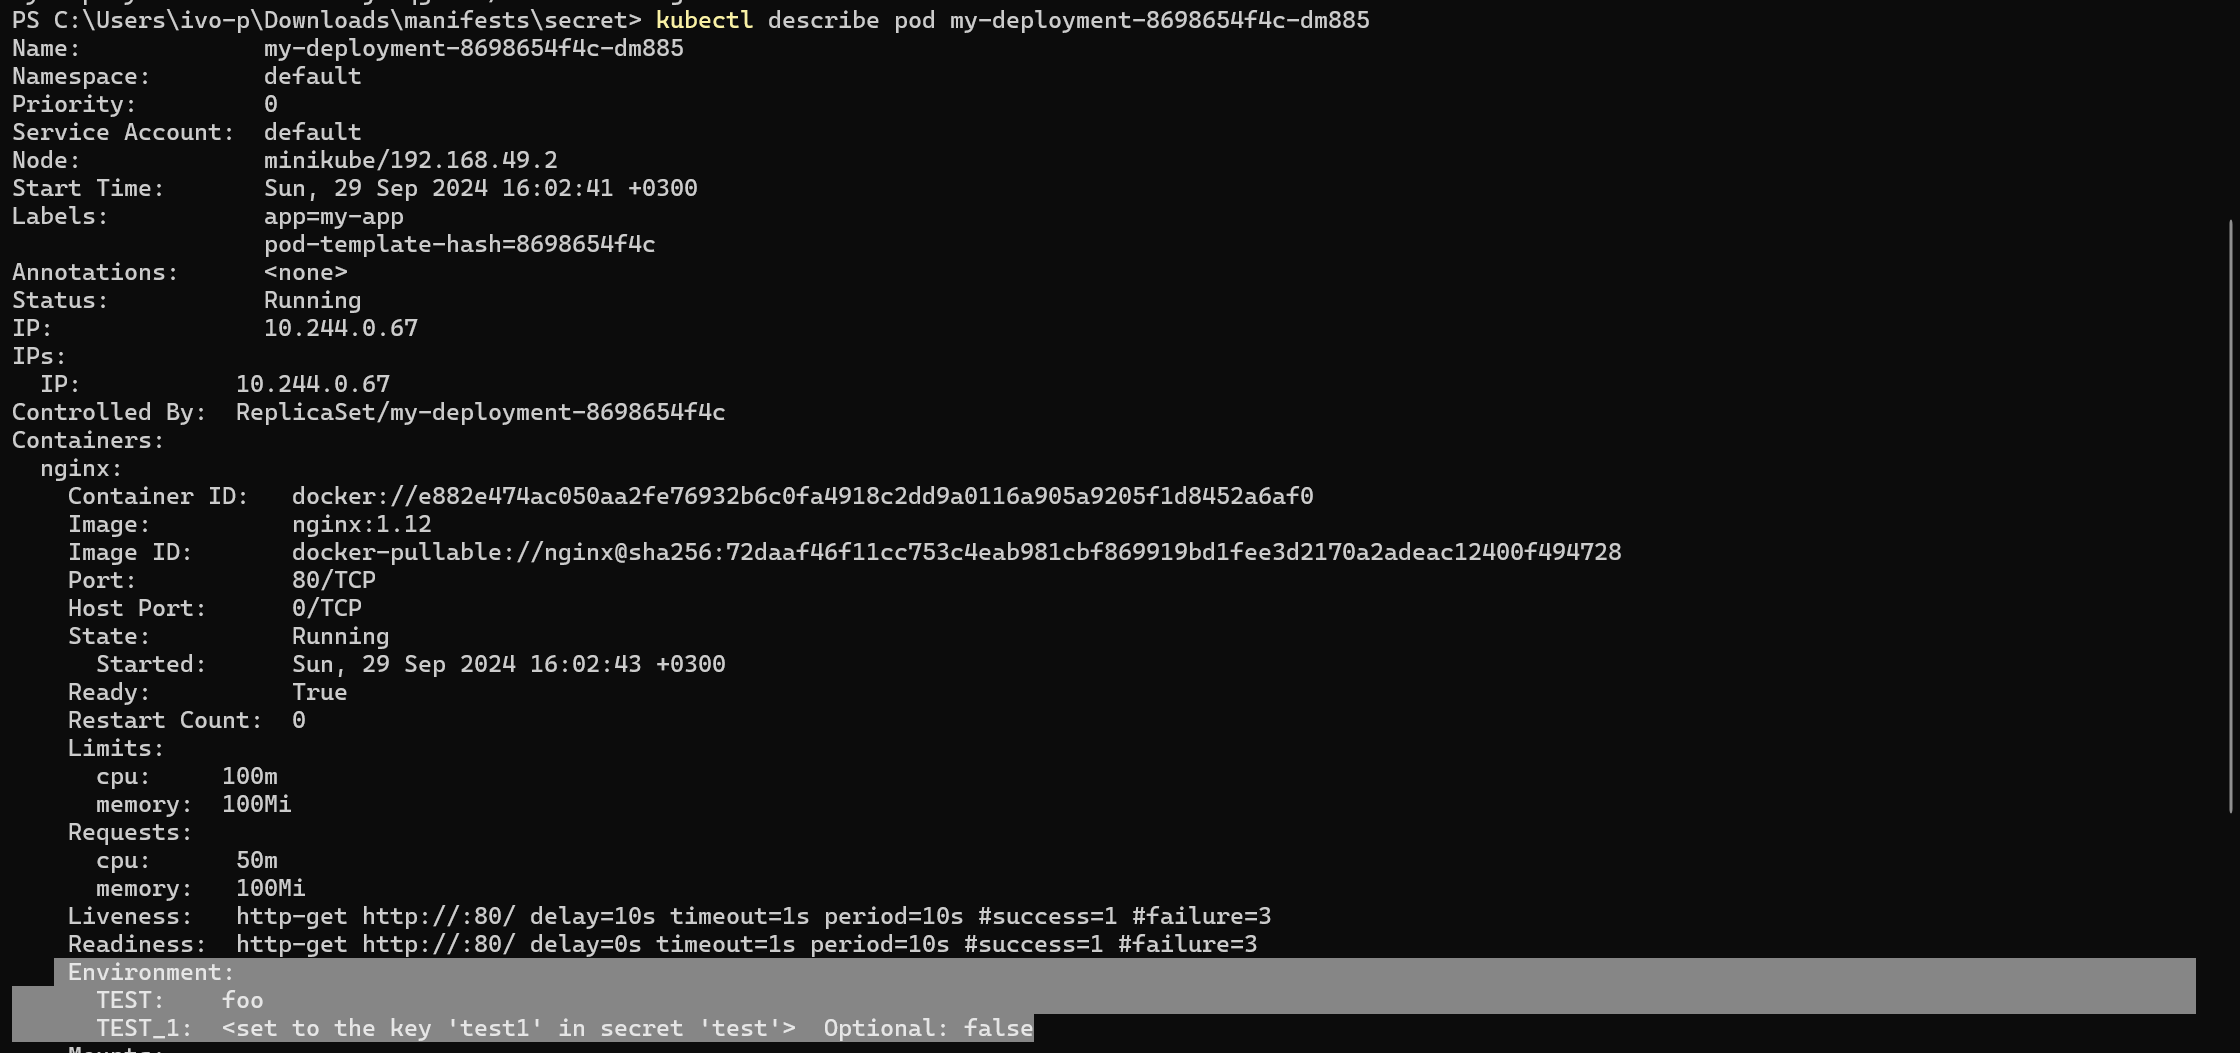 PS C:\Users\ivo-p\Downloads\manifests\secret> kubectl describe pod my-deployment-8698654f4c-dm885
Name:             my-deployment-8698654f4c-dm885
Namespace:        default
Priority:         0
Service Account:  default
Node:             minikube/192.168.49.2
Start Time:       Sun, 29 Sep 2024 16:02:41 +0300
Labels:           app=my-app
                  pod-template-hash=8698654f4c
Annotations:      <none>
Status:           Running
IP:               10.244.0.67
IPs:
  IP:           10.244.0.67
Controlled By:  ReplicaSet/my-deployment-8698654f4c
Containers:
  nginx:
    Container ID:   docker://e882e474ac050aa2fe76932b6c0fa4918c2dd9a0116a905a9205f1d8452a6af0
    Image:          nginx:1.12
    Image ID:       docker-pullable://nginx@sha256:72daaf46f11cc753c4eab981cbf869919bd1fee3d2170a2adeac12400f494728
    Port:           80/TCP
    Host Port:      0/TCP
    State:          Running
      Started:      Sun, 29 Sep 2024 16:02:43 +0300
    Ready:          True
    Restart Count:  0
    Limits:
      cpu:     100m
      memory:  100Mi
    Requests:
      cpu:      50m
      memory:   100Mi
    Liveness:   http-get http://:80/ delay=10s timeout=1s period=10s #success=1 #failure=3
    Readiness:  http-get http://:80/ delay=0s timeout=1s period=10s #success=1 #failure=3
    Environment:
      TEST:    foo
      TEST_1:  <set to the key 'test1' in secret 'test'>  Optional: false
    Mounts: